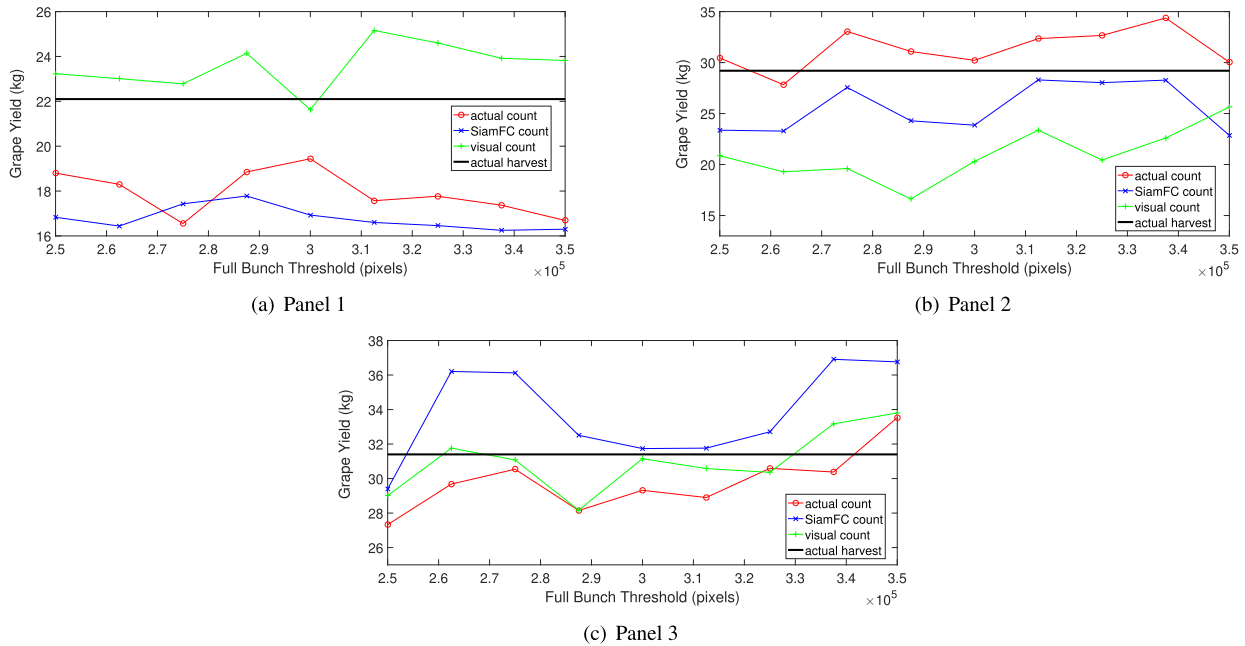 26
24
22
20
18
16
Grape Yield (kg)
actual count
SiamFC count
visual count
actual harvest
2.5 2.6 2.7 2.8 2.9 3 3.1 3.2 3.3 3.4 3.5
Full Bunch Threshold (pixels)
×10^5
(a) Panel 1
35
30
25
20
15
Grape Yield (kg)
actual count
SiamFC count
visual count
actual harvest
2.5 2.6 2.7 2.8 2.9 3 3.1 3.2 3.3 3.4 3.5
Full Bunch Threshold (pixels)
×10^5
(b) Panel 2
38
36
34
32
30
28
26
Grape Yield (kg)
actual count
SiamFC count
visual count
actual harvest
2.5 2.6 2.7 2.8 2.9 3 3.1 3.2 3.3 3.4 3.5
Full Bunch Threshold (pixels)
×10^5
(c) Panel 3